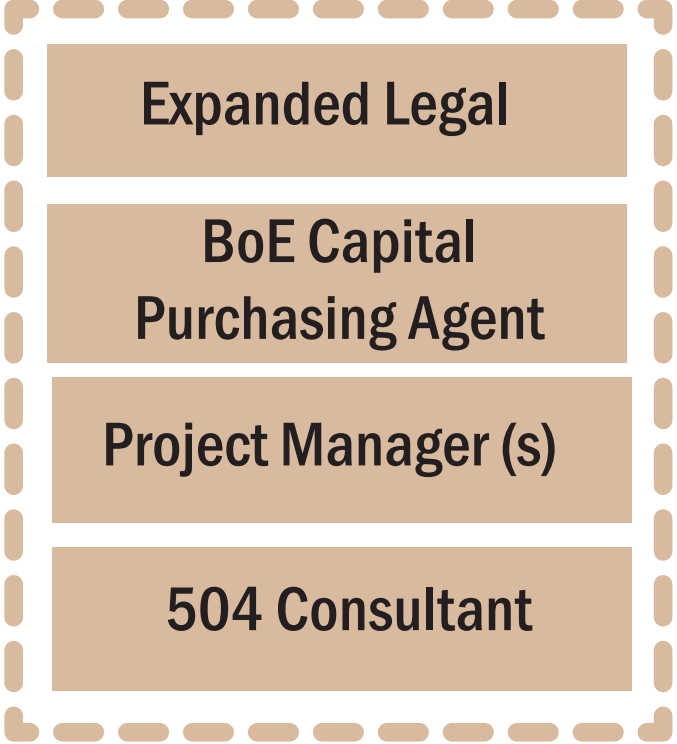 Expanded Legal
BoE Capital
Purchasing Agent
Project Manager (s)
504 Consultant